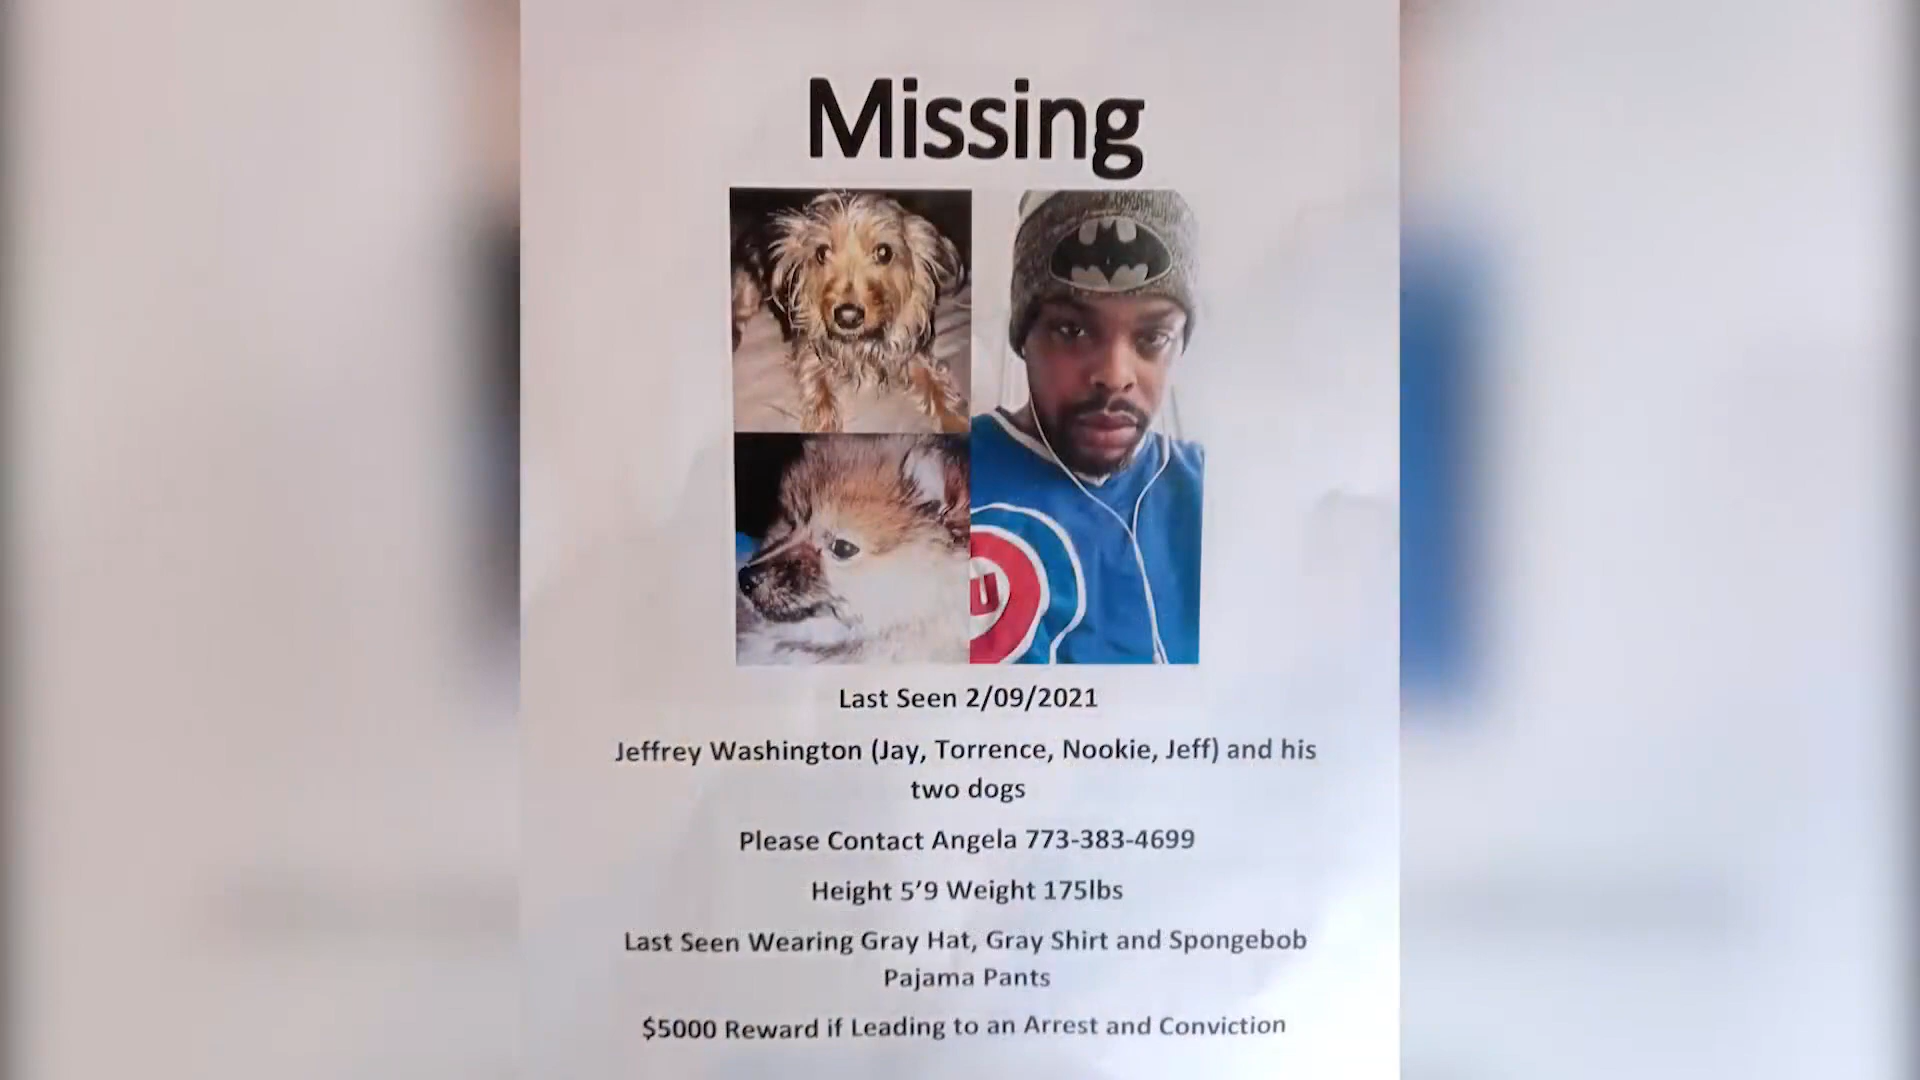 Missing
U
Last Seen 2/09/2021
Jeffrey Washington (Jay, Torrence, Nookie, Jeff) and his
two dogs
Please Contact Angela 773-383-4699
Height 5’9 Weight 175lbs
Last Seen Wearing Gray Hat, Gray Shirt and Spongebob
Pajama Pants
$5000 Reward if Leading to an Arrest and Conviction